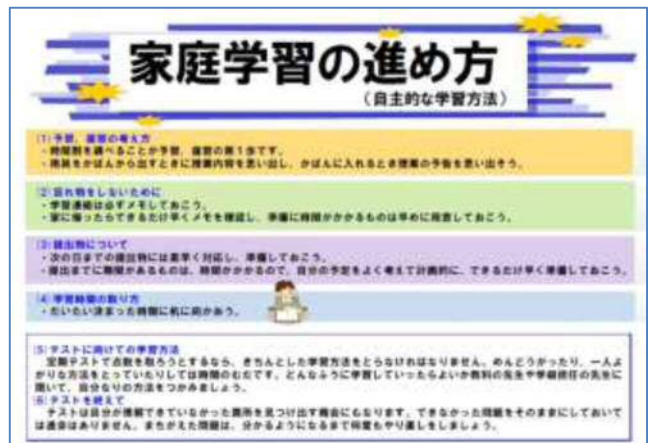 家庭学習の進め方
(自主的な学習方法)
(1)予習、復習の考え方
・時間割を調べることが予習、復習の第1歩です。
・用具をかばんから出すときに授業内容を思い出し、かばんに入れるとき授業の予告を思い出そう。
(2)忘れ物をしないために
・学習連絡は必ずメモしておこう。
・家に帰ったらできるだけ早くメモを確認し、準備に時間がかかるものは早めに用意しておこう。
(3)提出物について
・次の日までの提出物には素早く対応し、準備しておこう。
・提出までに期間があるものは、時間がかかるので、自分の予定をよく考えて計画的に、できるだけ早く準備しておこう。
(4)学習時間の取り方
・だいたい決まった時間に机に向かおう。
(5)テストに向けての学習方法
定期テストで点数を取ろうとするなら、きちんとした学習方法をとらなければなりません。めんどうがったり、一人よ
がりな方法をとっていたりしては時間のむだです。どんなふうに学習していったらよいか教科の先生や学級担任の先生に
聞いて、自分なりの方法をつかみましょう。
(6)テストを終えて
テストは自分が理解できていなかった箇所を見つけ出す機会にもなります。できなかった問題をそのままにしておいて
は進歩はありません。まちがえた問題は、分かるようになるまで何度もやり直しをしましょう。